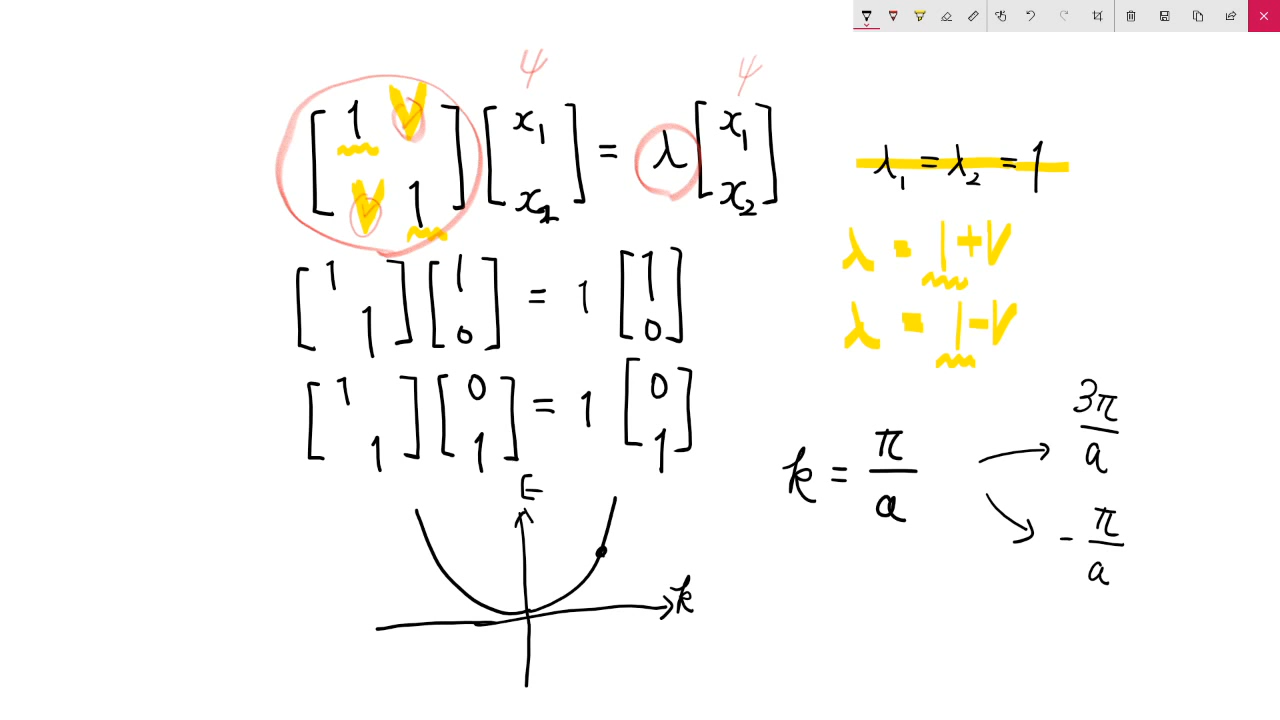 ψ ψ
[1 V; V 1] [x₁; x₂] = λ [x₁; x₂]
λ₁ = λ₂ = 1
λ = 1+V
λ = 1-V
[1 ; 1] [1; 0] = 1 [1; 0]
[1 ; 1] [0; 1] = 1 [0; 1]
k = π/a
3π/a
-π/a
E
k